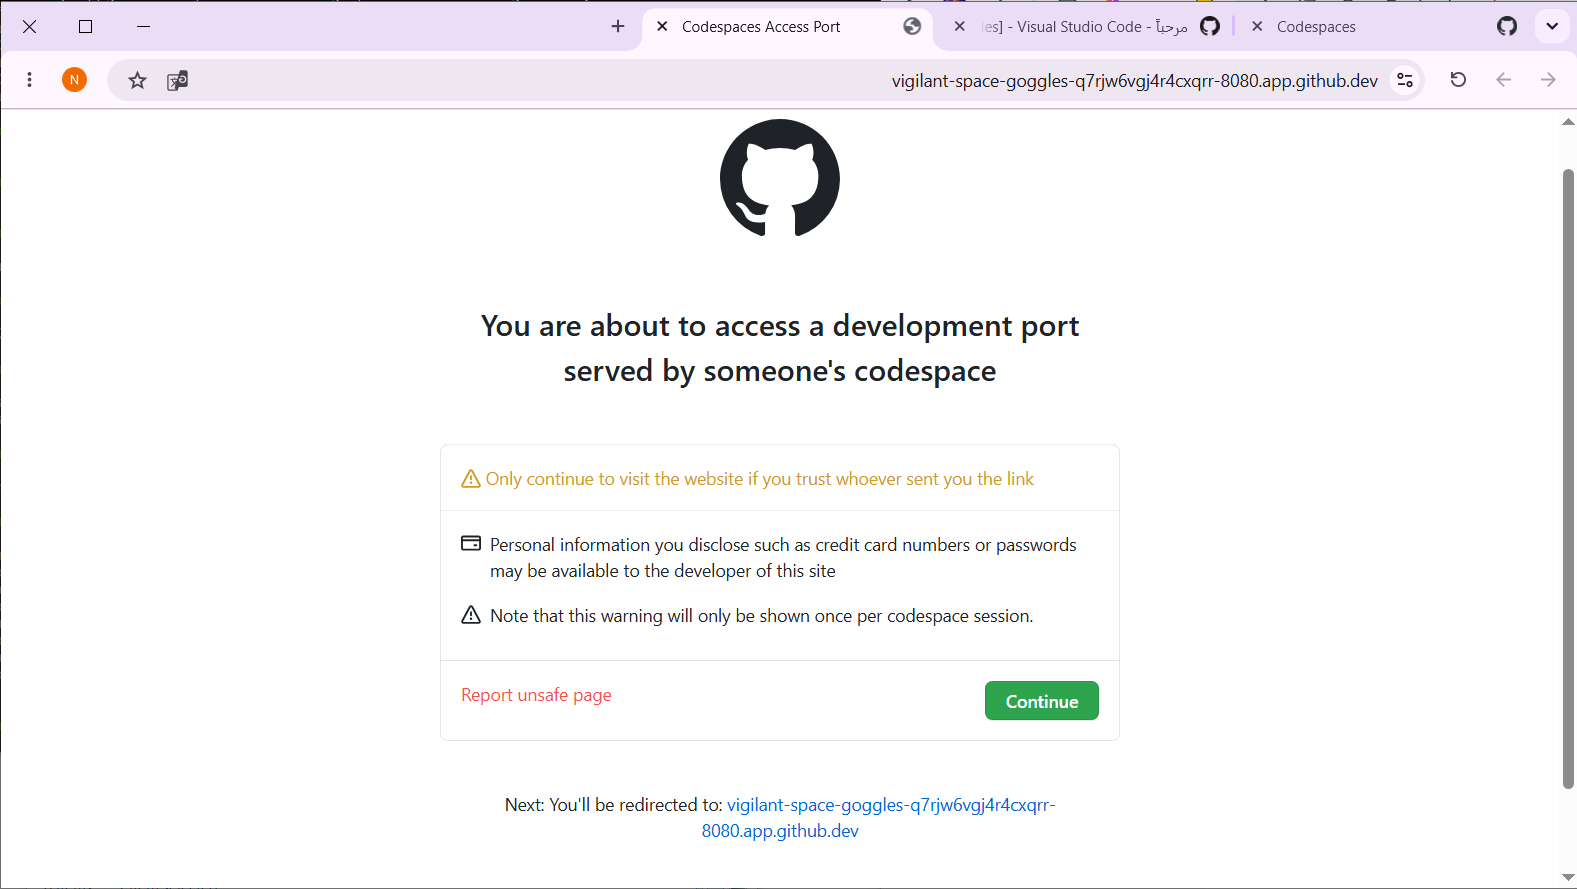 Codespaces Access Port
es] - Visual Studio Code - مرحباً
Codespaces
N
vigilant-space-goggles-q7rjw6vgj4r4cxqrr-8080.app.github.dev
You are about to access a development port
served by someone's codespace
Only continue to visit the website if you trust whoever sent you the link
Personal information you disclose such as credit card numbers or passwords
may be available to the developer of this site
Note that this warning will only be shown once per codespace session.
Report unsafe page
Continue
Next: You'll be redirected to: vigilant-space-goggles-q7rjw6vgj4r4cxqrr-
8080.app.github.dev